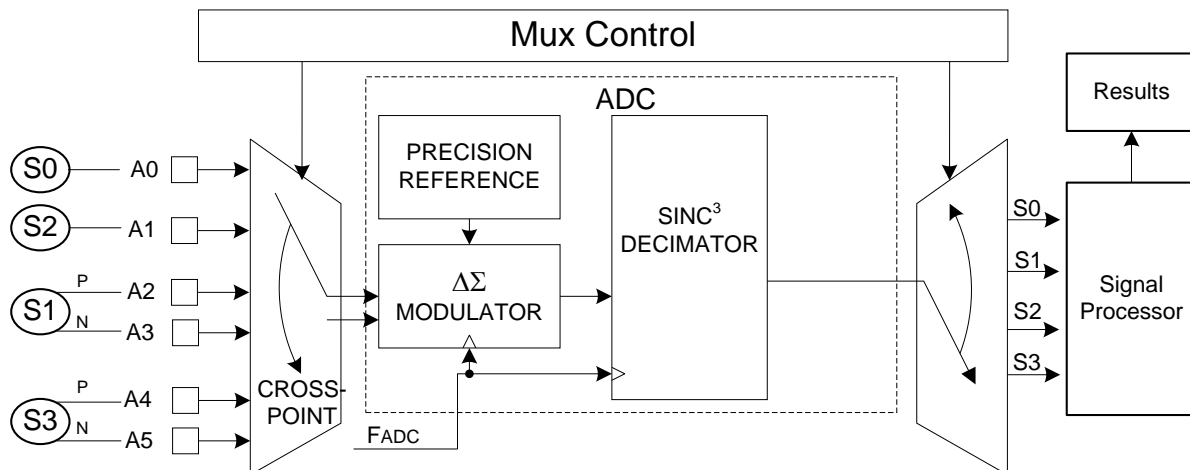 Mux Control
ADC
Results
PRECISION
REFERENCE
S0
A0
S2
A1
P
S1
A2
N
A3
P
S3
A4
N
A5
CROSS-
POINT
ΔΣ
MODULATOR
SINC³
DECIMATOR
FADC
S0
S1
S2
S3
Signal
Processor